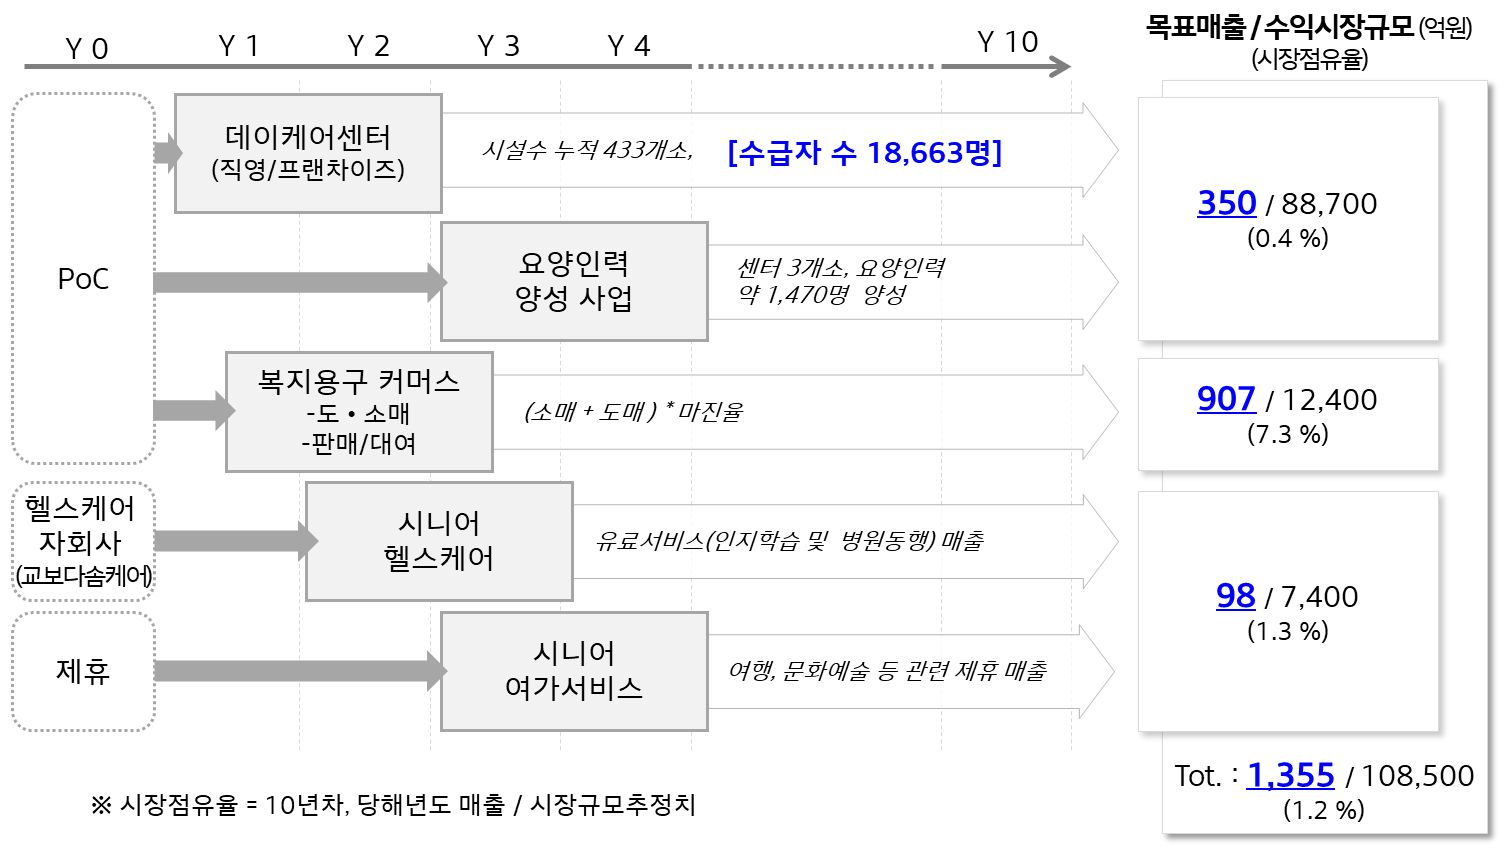 Y 0
Y 1
Y 2
Y 3
Y 4
Y 10
목표매출 / 수익시장규모 (억원)
(시장점유율)
PoC
데이케어센터
(직영/프랜차이즈)
시설수 누적 433개소,
[수급자 수 18,663명]
요양인력
양성 사업
센터 3개소, 요양인력
약 1,470명 양성
350 / 88,700
(0.4 %)
복지용구 커머스
-도 • 소매
-판매/대여
(소매 + 도매 ) * 마진율
907 / 12,400
(7.3 %)
헬스케어
자회사
(교보다솜케어)
시니어
헬스케어
유료서비스(인지학습 및 병원동행) 매출
제휴
시니어
여가서비스
여행, 문화예술 등 관련 제휴 매출
98 / 7,400
(1.3 %)
Tot. : 1,355 / 108,500
(1.2 %)
※ 시장점유율 = 10년차, 당해년도 매출 / 시장규모추정치